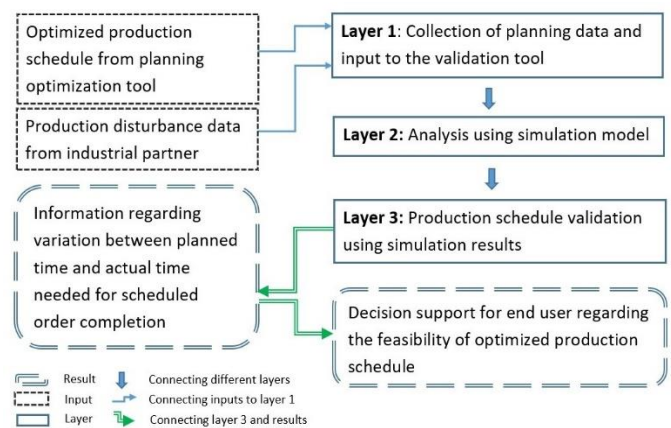 Optimized production
schedule from planning
optimization tool
Production disturbance data
from industrial partner
Layer 1: Collection of planning data and
input to the validation tool
Layer 2: Analysis using simulation model
Layer 3: Production schedule validation
using simulation results
Information regarding
variation between planned
time and actual time
needed for scheduled
order completion
Decision support for end user regarding
the feasibility of optimized production
schedule
Result
Connecting different layers
Input
Connecting inputs to layer 1
Layer
Connecting layer 3 and results